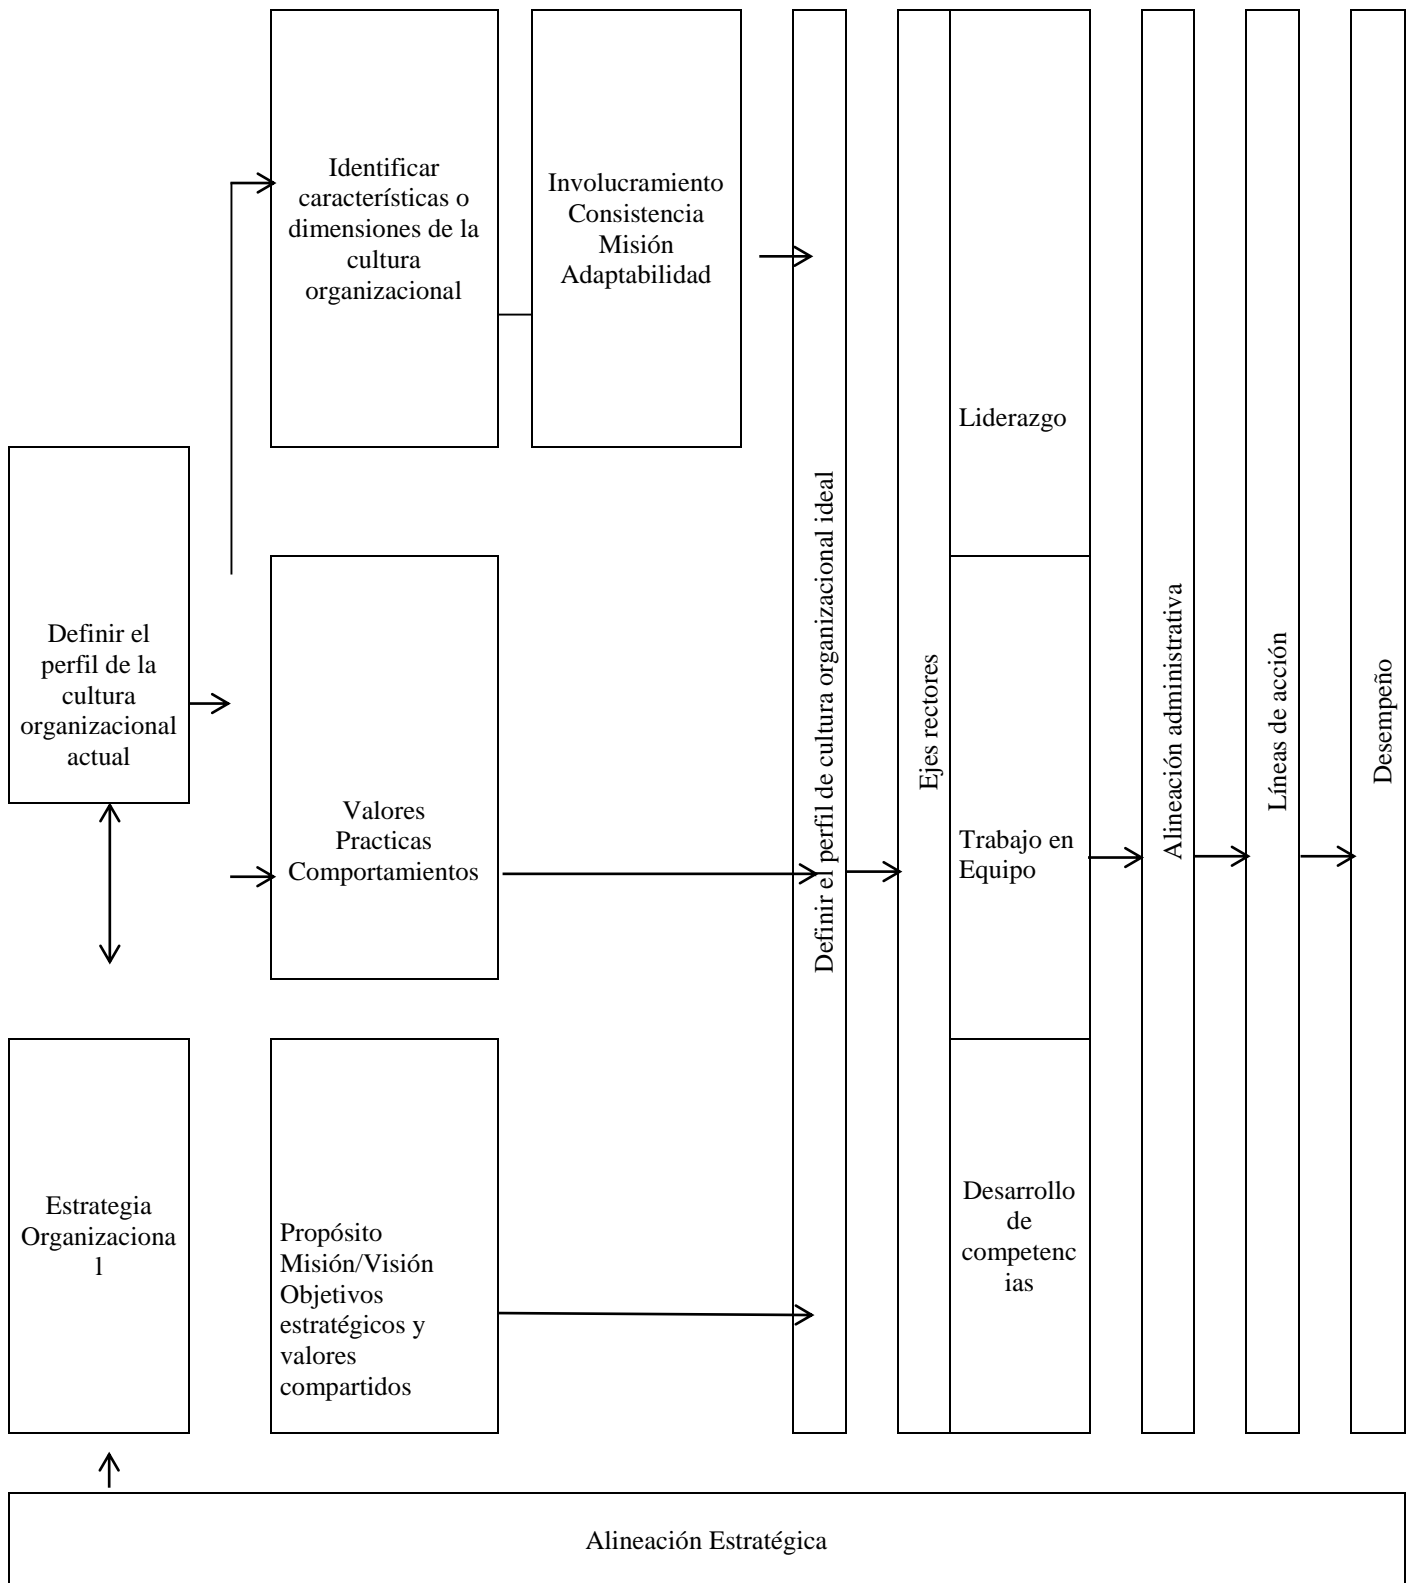 Identificar
características o
dimensiones de la
cultura
organizacional
Involucramiento
Consistencia
Misión
Adaptabilidad
Definir el
perfil de la
cultura
organizacional
actual
Valores
Practicas
Comportamientos
Estrategia
Organizaciona
l
Propósito
Misión/Visión
Objetivos
estratégicos y
valores
compartidos
Definir el perfil de cultura organizacional ideal
Ejes rectores
Liderazgo
Trabajo en
Equipo
Desarrollo
de
competenc
ias
Alineación administrativa
Líneas de acción
Desempeño
Alineación Estratégica